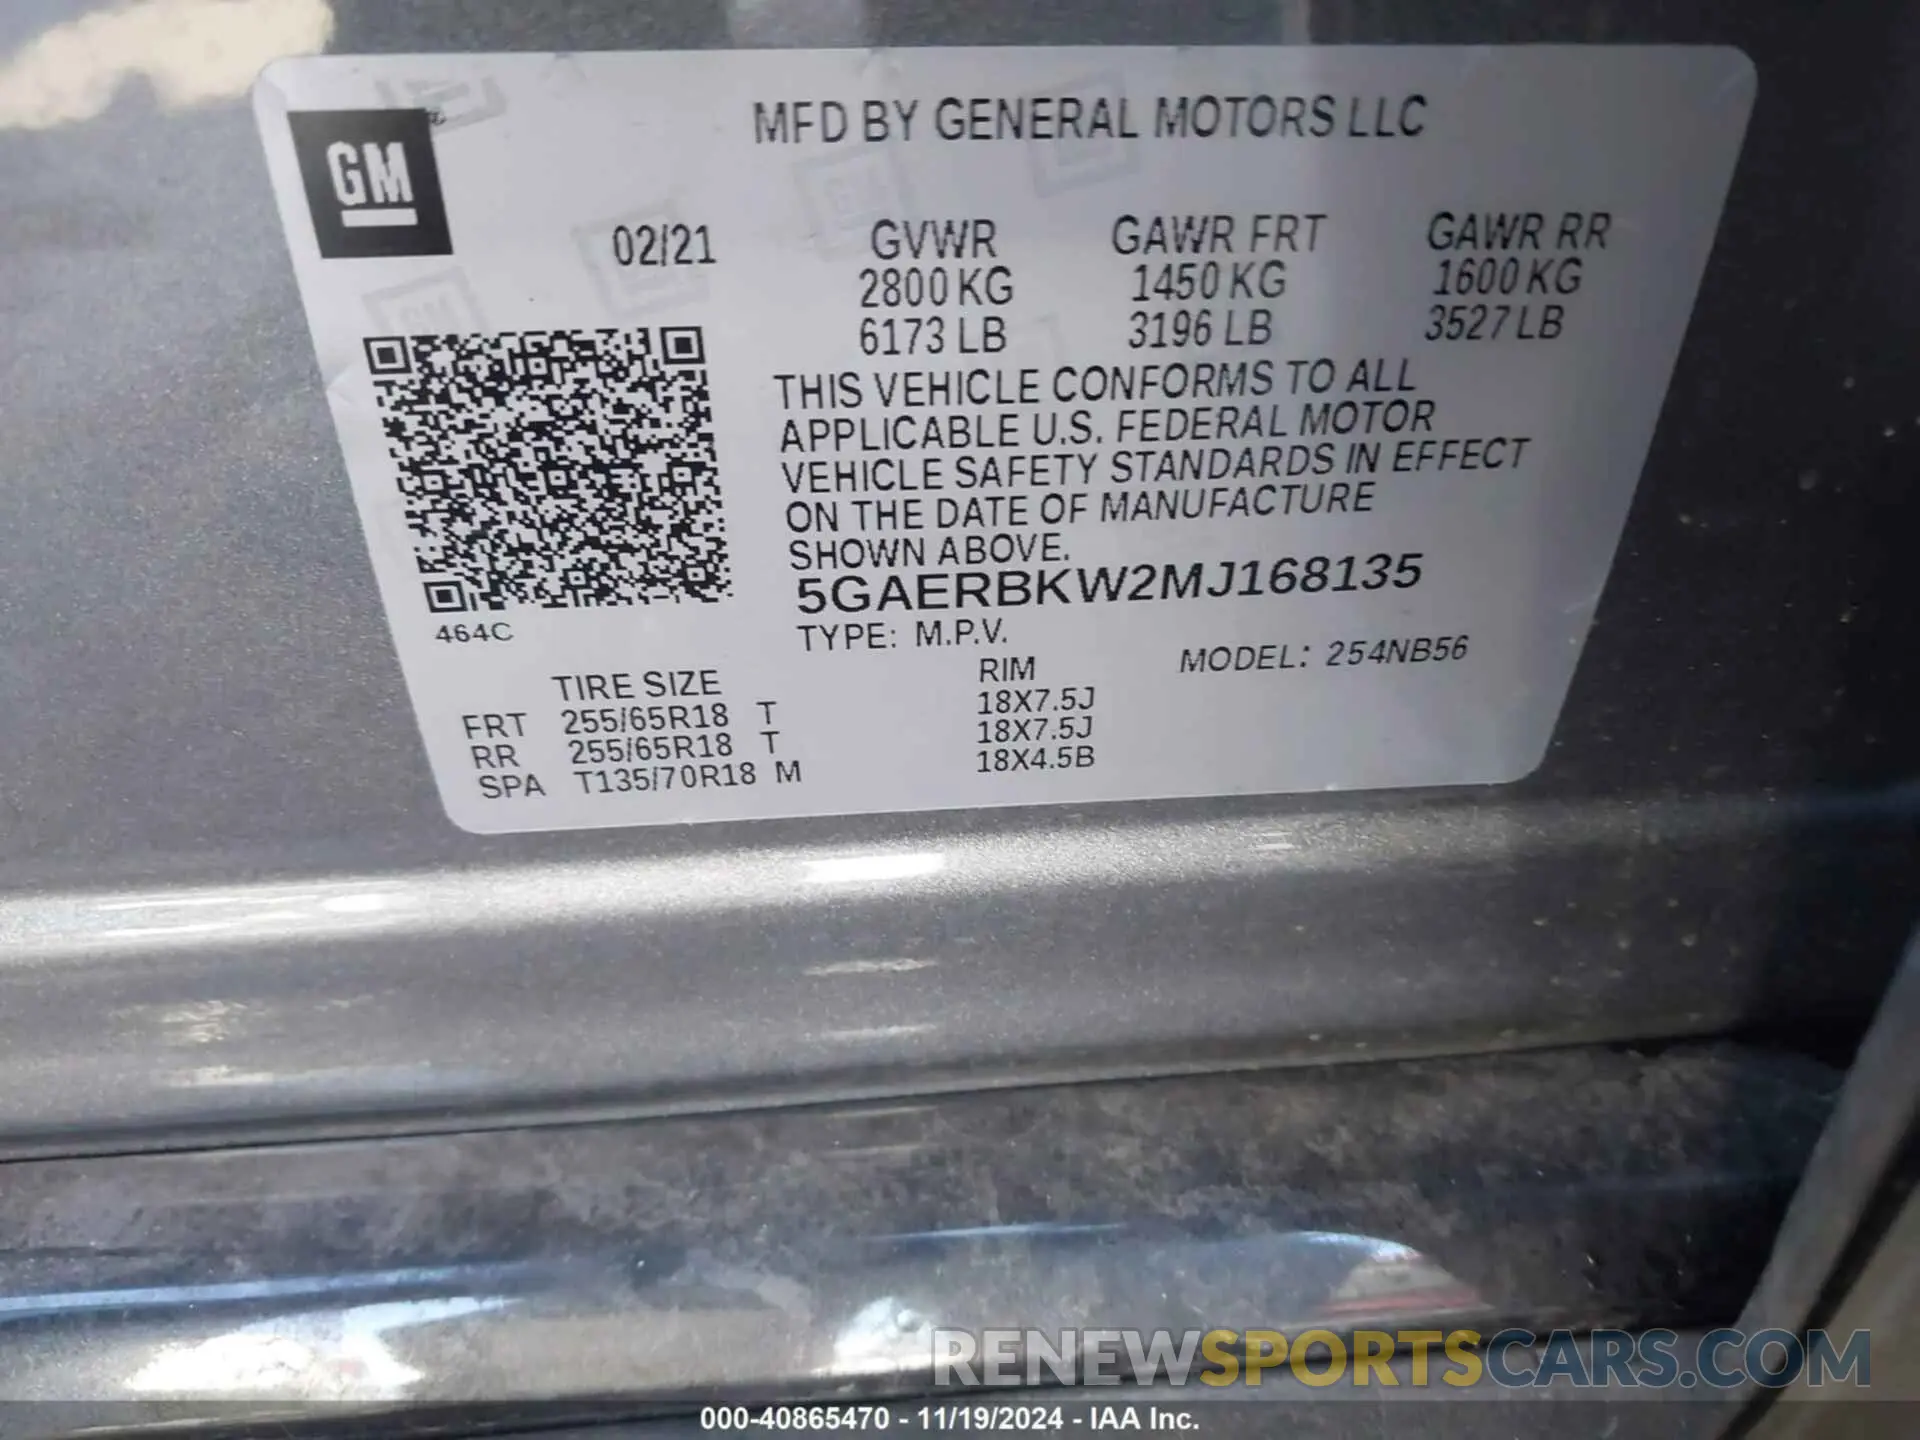 MFD BY GENERAL MOTORS LLC
GM
02/21 GVWR GAWR FRT GAWR RR
2800 KG 1450 KG 1600 KG
6173 LB 3196 LB 3527 LB
THIS VEHICLE CONFORMS TO ALL
APPLICABLE U.S. FEDERAL MOTOR
VEHICLE SAFETY STANDARDS IN EFFECT
ON THE DATE OF MANUFACTURE
SHOWN ABOVE.
5GAERBKW2MJ168135
464C
TYPE: M.P.V. MODEL: 254NB56
TIRE SIZE RIM
FRT 255/65R18 T 18X7.5J
RR 255/65R18 T 18X7.5J
SPA T135/70R18 M 18X4.5B
RENEWSPORTSCARS.COM
000-40865470 - 11/19/2024 - IAA Inc.